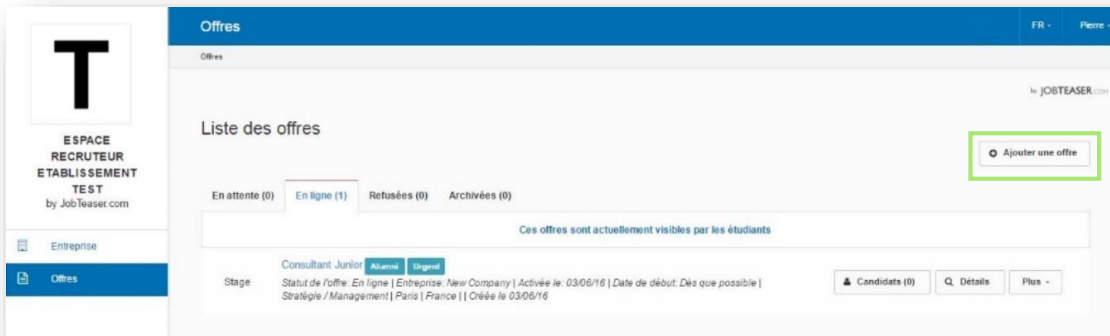 Offres
FR
Pierre
Offres
by JOBTEASER.COM
T
Liste des offres
ESPACE
RECRUTEUR
ETABLISSEMENT
TEST
by JobTeaser.com
Ajouter une offre
En attente (0) En ligne (1) Refusées (0) Archivées (0)
Ces offres sont actuellement visibles par les étudiants
Entreprise
Offres
Consultant Junior Alumni Urgent
Stage
Statut de l'offre: En ligne | Entreprise: New Company | Activée le: 03/06/16 | Date de début: Dès que possible |
Stratégie / Management | Paris | France | | Créée le 03/06/16
Candidats (0) Détails Plus